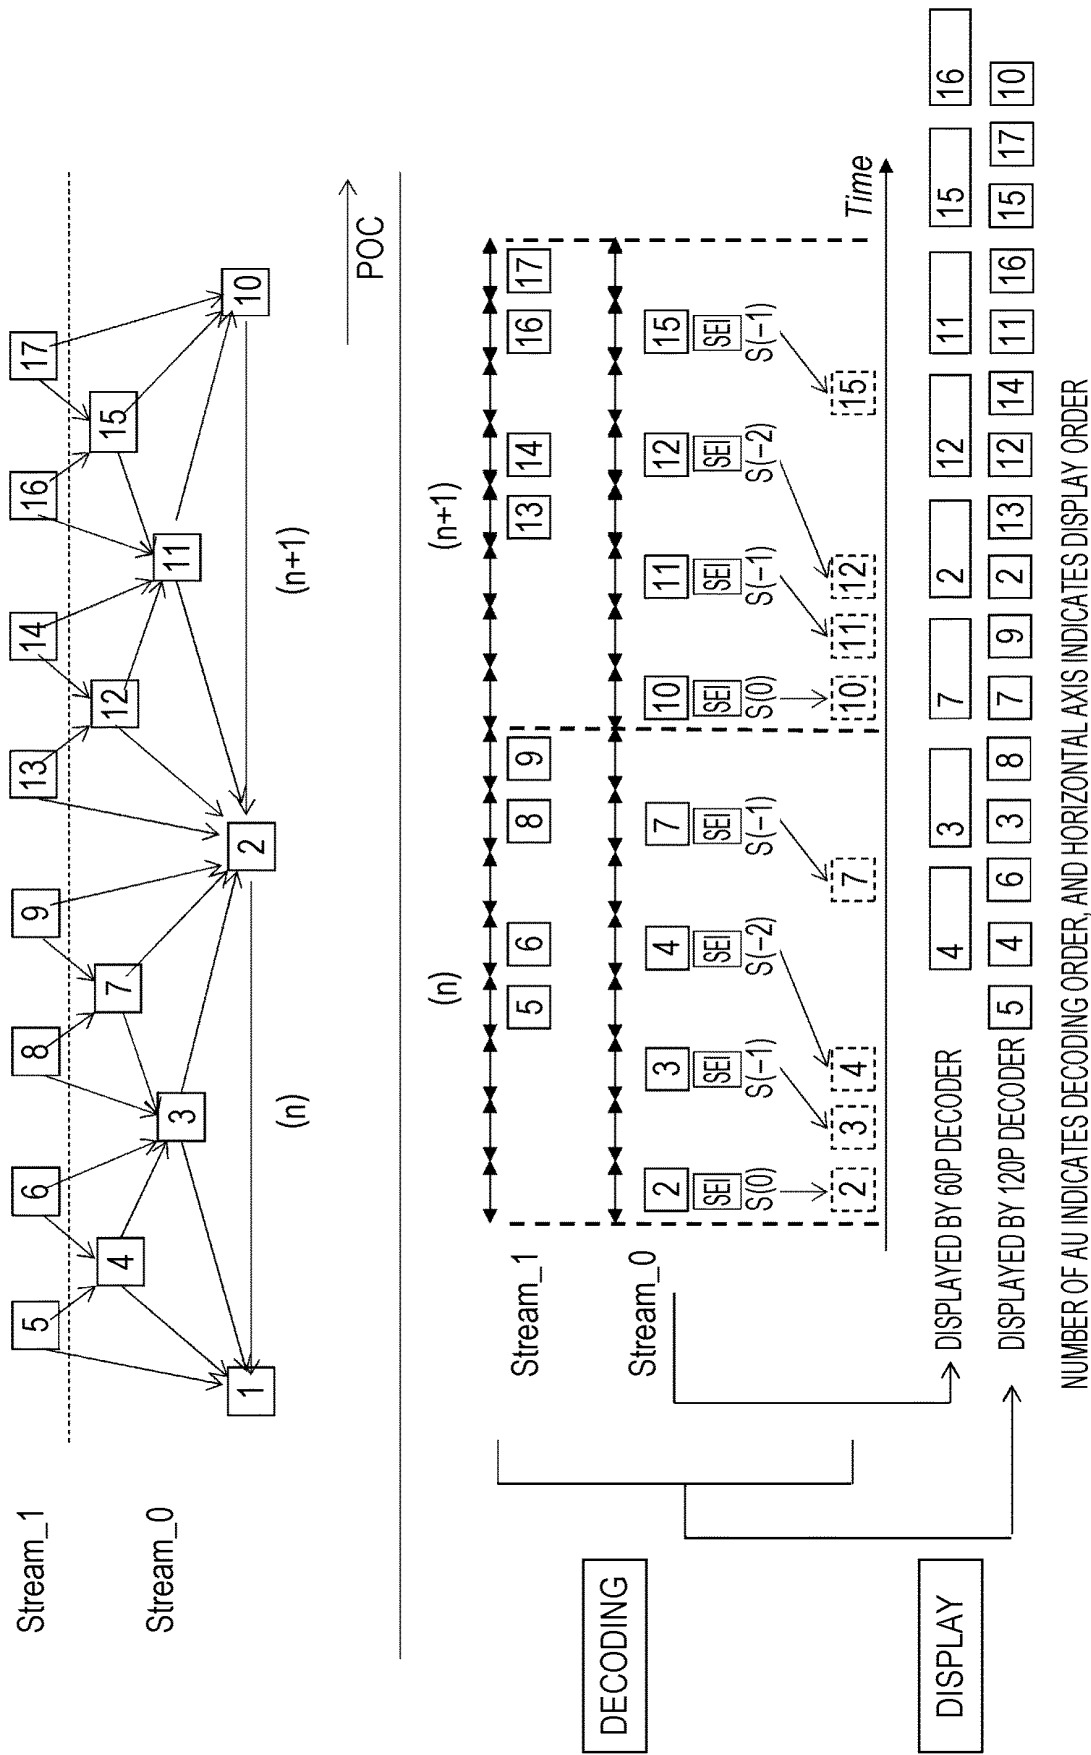 Stream_1
5 6 8 9 13 14 16 17
Stream_0
4 7 12 15
3 11
1 2 10
(n) (n+1)
POC
(n) (n+1)
DECODING
Stream_1
5 6 8 9 13 14 16 17
Stream_0
2 3 4 7 10 11 12 15
SEI SEI SEI SEI SEI SEI SEI SEI
S(0) S(−1) S(−2) S(−1) S(0) S(−1) S(−2) S(−1)
2 3 4 7 10 11 12 15
Time
DISPLAY
DISPLAYED BY 60P DECODER
4 3 7 2 12 11 15 16
DISPLAYED BY 120P DECODER
5 4 6 3 8 7 9 2 13 12 14 11 16 15 17 10
NUMBER OF AU INDICATES DECODING ORDER, AND HORIZONTAL AXIS INDICATES DISPLAY ORDER